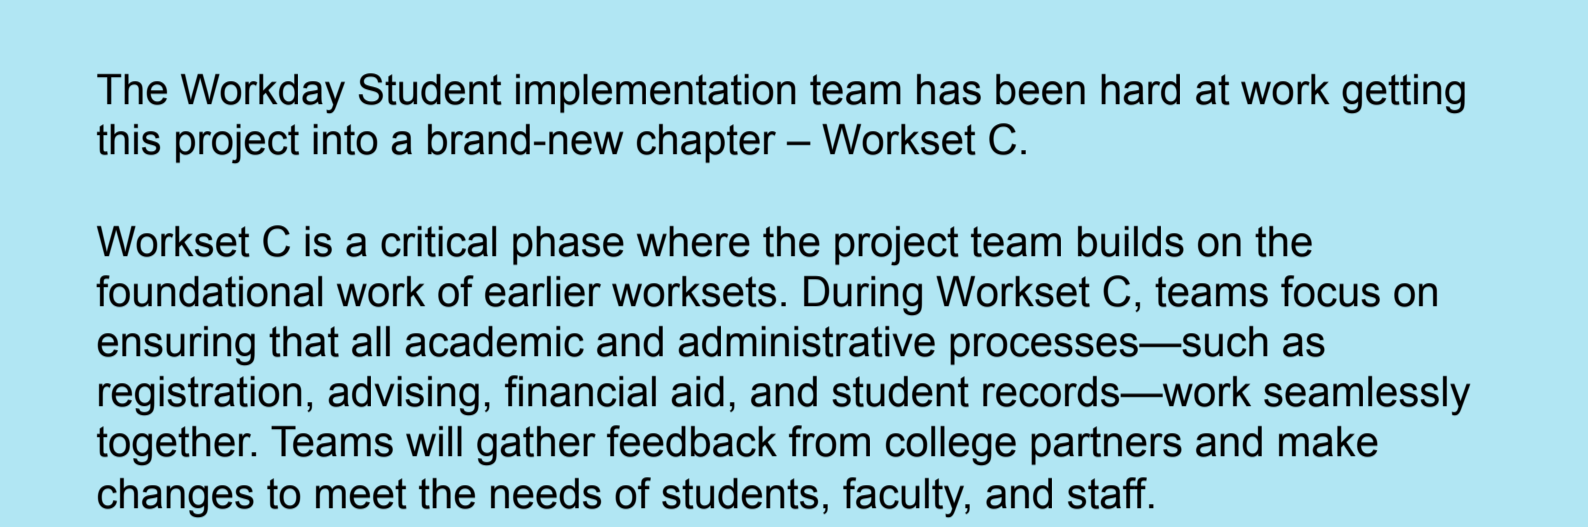 The Workday Student implementation team has been hard at work getting
this project into a brand-new chapter – Workset C.
Workset C is a critical phase where the project team builds on the
foundational work of earlier worksets. During Workset C, teams focus on
ensuring that all academic and administrative processes—such as
registration, advising, financial aid, and student records—work seamlessly
together. Teams will gather feedback from college partners and make
changes to meet the needs of students, faculty, and staff.